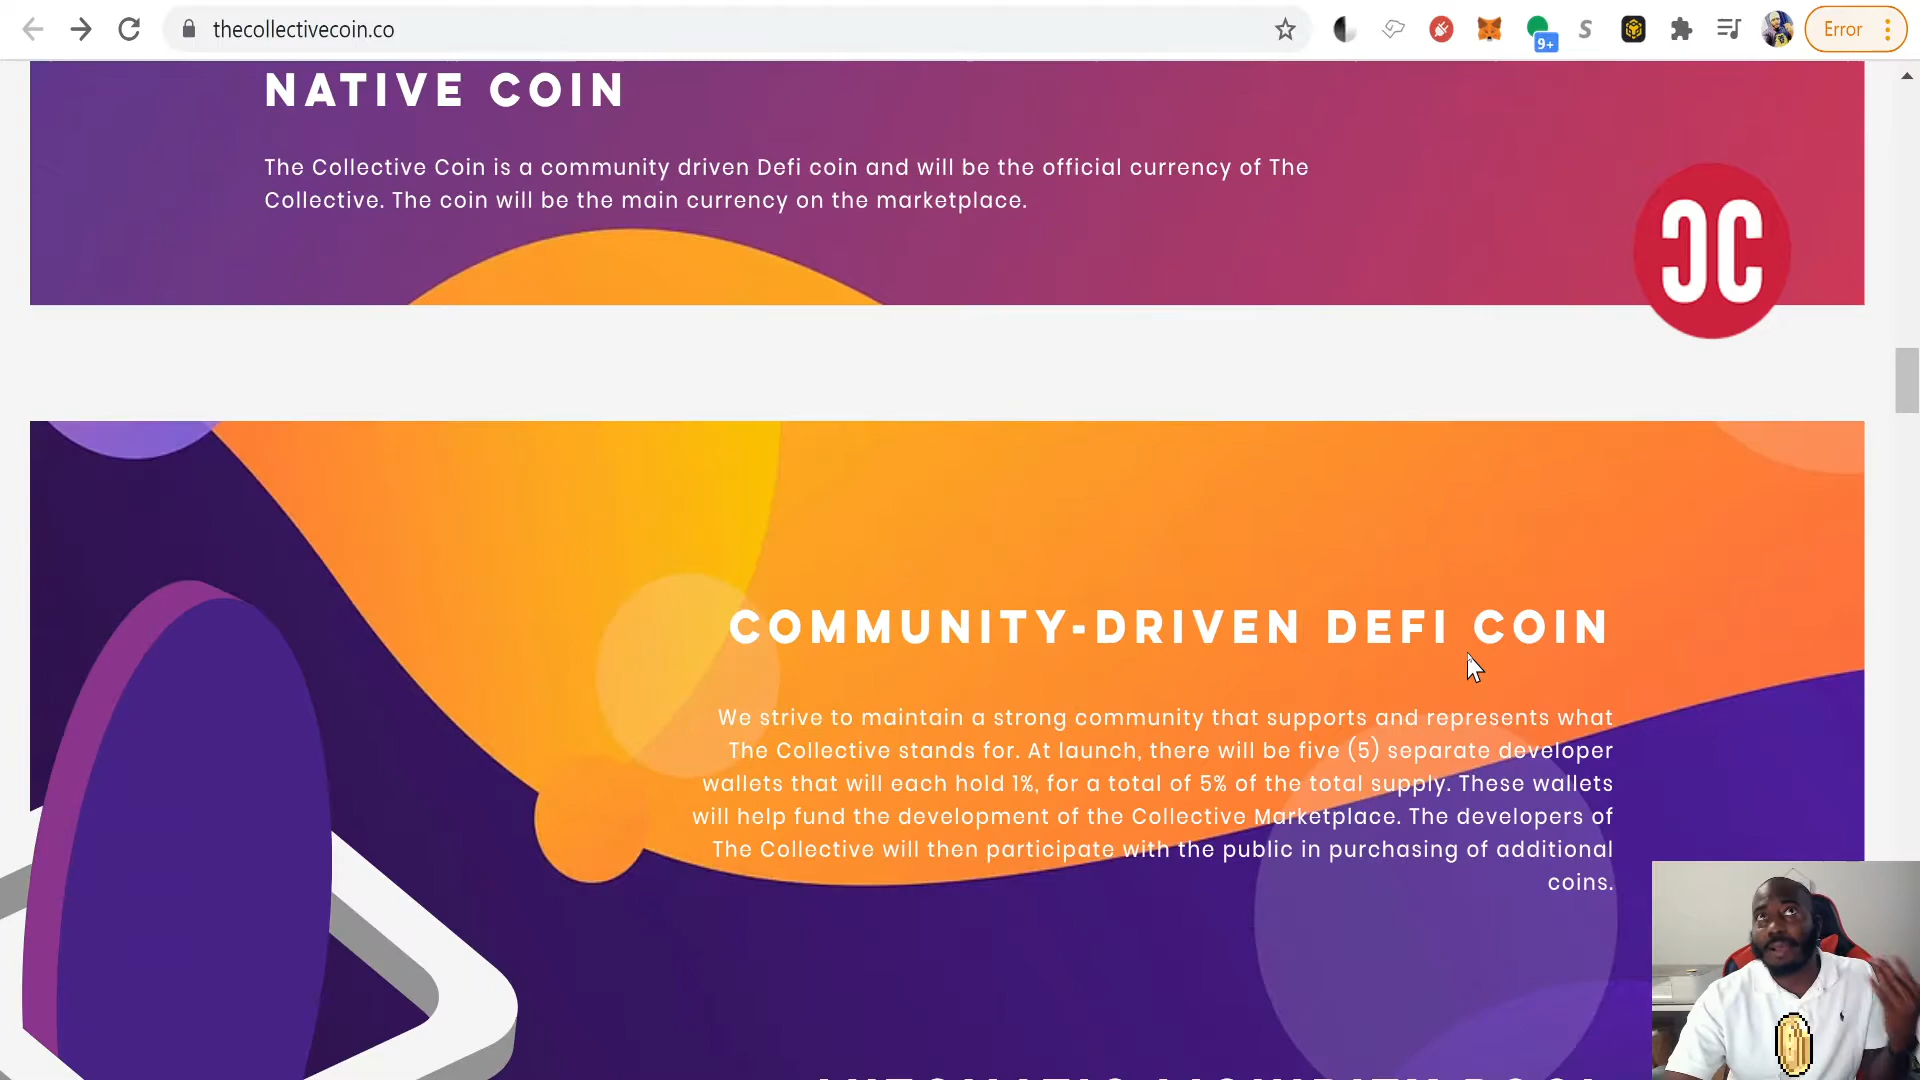 thecollectivecoin.co
9+
S
Error
NATIVE COIN
The Collective Coin is a community driven Defi coin and will be the official currency of The
Collective. The coin will be the main currency on the marketplace.
CC
COMMUNITY-DRIVEN DEFI COIN
We strive to maintain a strong community that supports and represents what
The Collective stands for. At launch, there will be five (5) separate developer
wallets that will each hold 1%, for a total of 5% of the total supply. These wallets
will help fund the development of the Collective Marketplace. The developers of
The Collective will then participate with the public in purchasing of additional
coins.